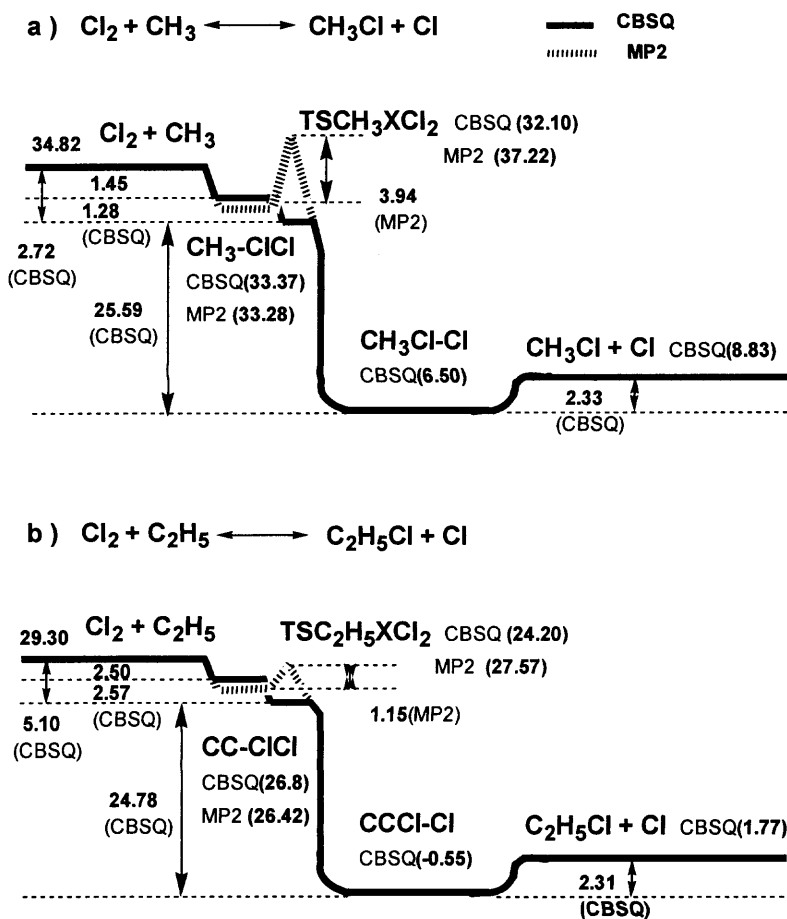 a ) Cl2 + CH3 ⟷ CH3Cl + Cl
CBSQ
MP2
34.82 Cl2 + CH3
TSCH3XCl2 CBSQ (32.10)
MP2 (37.22)
1.45
3.94
(MP2)
1.28
(CBSQ)
2.72
(CBSQ)
CH3-ClCl
CBSQ(33.37)
MP2 (33.28)
25.59
(CBSQ)
CH3Cl-Cl
CBSQ(6.50)
CH3Cl + Cl CBSQ(8.83)
2.33
(CBSQ)
b ) Cl2 + C2H5 ⟷ C2H5Cl + Cl
29.30 Cl2 + C2H5
TSC2H5XCl2 CBSQ (24.20)
MP2 (27.57)
2.50
2.57
(CBSQ)
1.15(MP2)
5.10
(CBSQ)
CC-ClCl
CBSQ(26.8)
MP2 (26.42)
24.78
(CBSQ)
CCCl-Cl
CBSQ(-0.55)
C2H5Cl + Cl CBSQ(1.77)
2.31
(CBSQ)